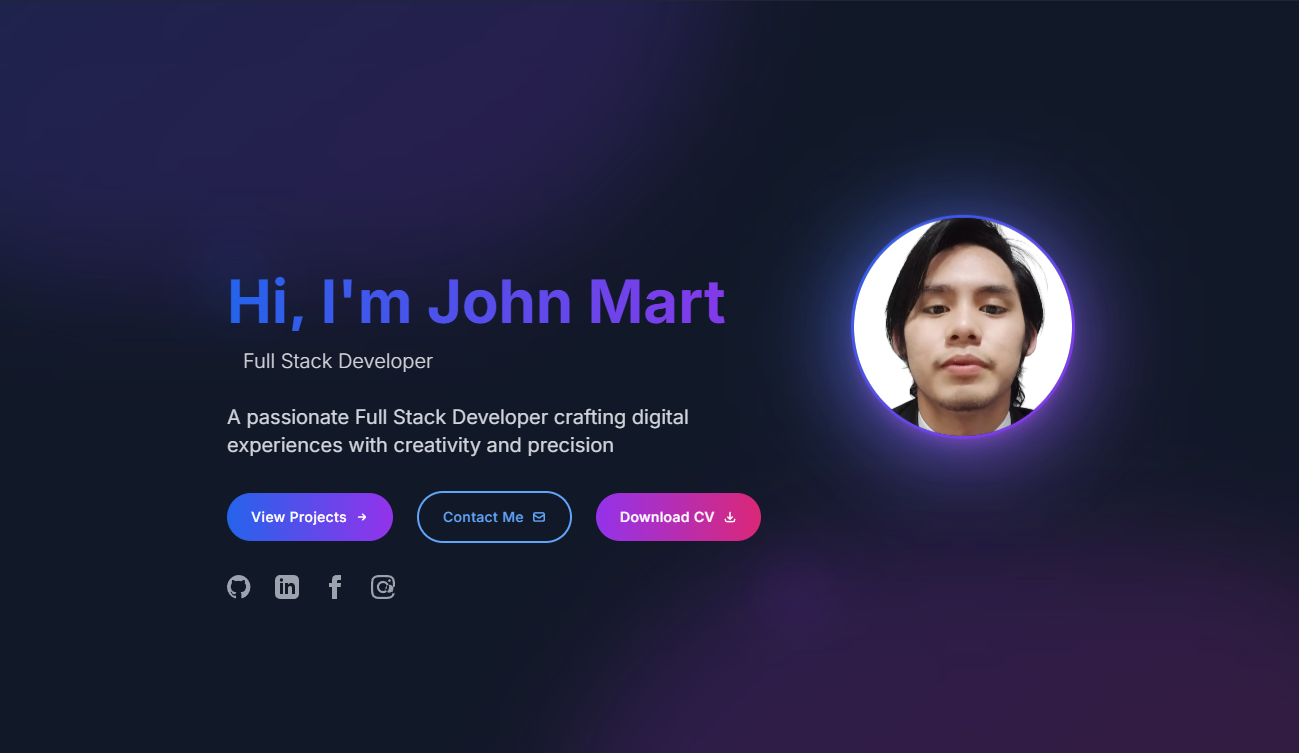 Hi, I'm John Mart
Full Stack Developer
A passionate Full Stack Developer crafting digital
experiences with creativity and precision
View Projects
Contact Me
Download CV
in
f